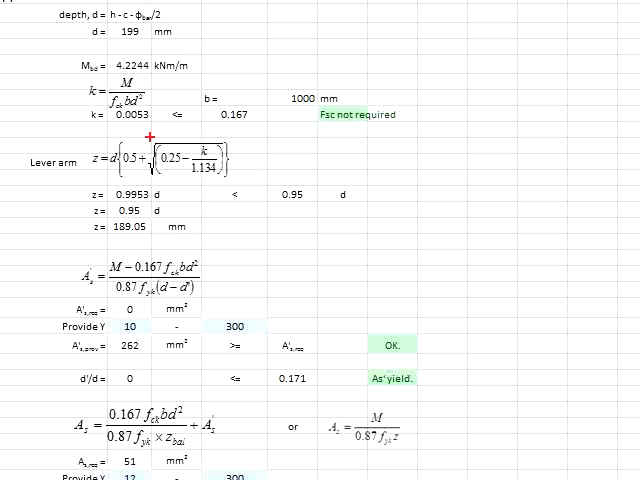 depth, d = h - c - ϕbar/2
d = 199 mm
Mbd = 4.2244 kNm/m
k = M / fck bd² b = 1000 mm
k = 0.0053 <= 0.167 Fsc not required
Lever arm z = d{0.5 + √(0.25 − k/1.134)}
z = 0.9953 d < 0.95 d
z = 0.95 d
z = 189.05 mm
A's = (M − 0.167 fck bd²) / 0.87 fyk (d − d')
A's,req = 0 mm²
Provide Y 10 - 300
A's,prov = 262 mm² >= A's,req OK.
d'/d = 0 <= 0.171 As' yield.
As = 0.167 fck bd² / (0.87 fyk × zbal) + A's or As = M / 0.87 fyk z
As,req = 51 mm²
Provide Y 12 - 300